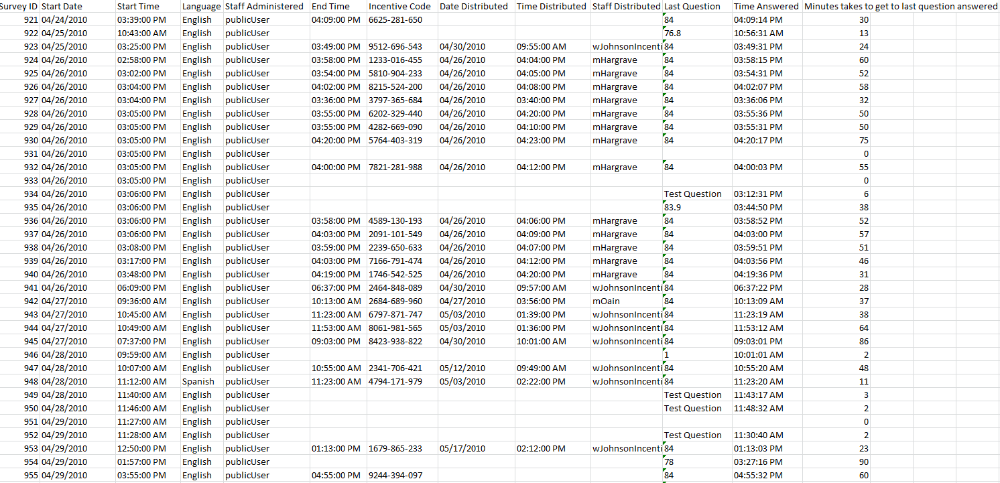 Survey ID Start Date Start Time Language Staff Administered End Time Incentive Code Date Distributed Time Distributed Staff Distributed Last Question Time Answered Minutes takes to get to last question answered
921 04/24/2010 03:39:00 PM English publicUser 04:09:00 PM 6625-281-650 84 04:09:14 PM 30
922 04/25/2010 10:43:00 AM English publicUser 76.8 10:56:31 AM 13
923 04/25/2010 03:25:00 PM English publicUser 03:49:00 PM 9512-696-543 04/30/2010 09:55:00 AM wJohnsonIncenti 84 03:49:31 PM 24
924 04/26/2010 02:58:00 PM English publicUser 03:58:00 PM 1233-016-455 04/26/2010 04:04:00 PM mHargrave 84 03:58:15 PM 60
925 04/26/2010 03:02:00 PM English publicUser 03:54:00 PM 5810-904-233 04/26/2010 04:05:00 PM mHargrave 84 03:54:31 PM 52
926 04/26/2010 03:04:00 PM English publicUser 04:02:00 PM 8215-524-200 04/26/2010 04:08:00 PM mHargrave 84 04:02:07 PM 58
927 04/26/2010 03:04:00 PM English publicUser 03:36:00 PM 3797-365-684 04/26/2010 03:40:00 PM mHargrave 84 03:36:06 PM 32
928 04/26/2010 03:05:00 PM English publicUser 03:55:00 PM 6202-329-440 04/26/2010 04:20:00 PM mHargrave 84 03:55:36 PM 50
929 04/26/2010 03:05:00 PM English publicUser 03:55:00 PM 4282-669-090 04/26/2010 04:10:00 PM mHargrave 84 03:55:31 PM 50
930 04/26/2010 03:05:00 PM English publicUser 04:20:00 PM 5764-403-319 04/26/2010 04:23:00 PM mHargrave 84 04:20:17 PM 75
931 04/26/2010 03:05:00 PM English publicUser 0
932 04/26/2010 03:05:00 PM English publicUser 04:00:00 PM 7821-281-988 04/26/2010 04:12:00 PM mHargrave 84 04:00:03 PM 55
933 04/26/2010 03:05:00 PM English publicUser 0
934 04/26/2010 03:06:00 PM English publicUser Test Question 03:12:31 PM 6
935 04/26/2010 03:06:00 PM English publicUser 83.9 03:44:50 PM 38
936 04/26/2010 03:06:00 PM English publicUser 03:58:00 PM 4589-130-193 04/26/2010 04:06:00 PM mHargrave 84 03:58:52 PM 52
937 04/26/2010 03:06:00 PM English publicUser 04:03:00 PM 2091-101-549 04/26/2010 04:09:00 PM mHargrave 84 04:03:00 PM 57
938 04/26/2010 03:08:00 PM English publicUser 03:59:00 PM 2239-650-633 04/26/2010 04:07:00 PM mHargrave 84 03:59:51 PM 51
939 04/26/2010 03:17:00 PM English publicUser 04:03:00 PM 7166-791-474 04/26/2010 04:12:00 PM mHargrave 84 04:03:56 PM 46
940 04/26/2010 03:48:00 PM English publicUser 04:19:00 PM 1746-542-525 04/26/2010 04:20:00 PM mHargrave 84 04:19:36 PM 31
941 04/26/2010 06:09:00 PM English publicUser 06:37:00 PM 2464-848-089 04/30/2010 09:57:00 AM wJohnsonIncenti 84 06:37:22 PM 28
942 04/27/2010 09:36:00 AM English publicUser 10:13:00 AM 2684-689-960 04/27/2010 03:56:00 PM mOain 84 10:13:09 AM 37
943 04/27/2010 10:45:00 AM English publicUser 11:23:00 AM 6797-871-747 05/03/2010 01:39:00 PM wJohnsonIncenti 84 11:23:19 AM 38
944 04/27/2010 10:49:00 AM English publicUser 11:53:00 AM 8061-981-565 05/03/2010 01:36:00 PM wJohnsonIncenti 84 11:53:12 AM 64
945 04/27/2010 07:37:00 PM English publicUser 09:03:00 PM 8423-938-822 04/30/2010 10:01:00 AM wJohnsonIncenti 84 09:03:01 PM 86
946 04/28/2010 09:59:00 AM English publicUser 1 10:01:01 AM 2
947 04/28/2010 10:07:00 AM English publicUser 10:55:00 AM 2341-706-421 05/12/2010 09:49:00 AM wJohnsonIncenti 84 10:55:20 AM 48
948 04/28/2010 11:12:00 AM Spanish publicUser 11:23:00 AM 4794-171-979 05/03/2010 02:22:00 PM wJohnsonIncenti 84 11:23:20 AM 11
949 04/28/2010 11:40:00 AM English publicUser Test Question 11:43:17 AM 3
950 04/28/2010 11:46:00 AM English publicUser Test Question 11:48:32 AM 2
951 04/29/2010 11:27:00 AM English publicUser 0
952 04/29/2010 11:28:00 AM English publicUser Test Question 11:30:40 AM 2
953 04/29/2010 12:50:00 PM English publicUser 01:13:00 PM 1679-865-233 05/17/2010 02:12:00 PM wJohnsonIncenti 84 01:13:03 PM 23
954 04/29/2010 01:57:00 PM English publicUser 78 03:27:16 PM 90
955 04/29/2010 03:55:00 PM English publicUser 04:55:00 PM 9244-394-097 84 04:55:32 PM 60